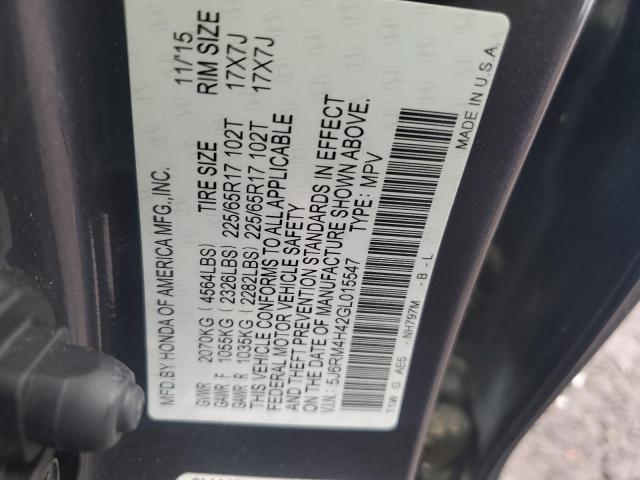 MFD.BY HONDA OF AMERICA MFG.,INC. 11/'15
GVWR 2070KG (4564LBS) TIRE SIZE RIM SIZE
GAWR F 1055KG (2326LBS) 225/65R17 102T 17X7J
GAWR R 1035KG (2282LBS) 225/65R17 102T 17X7J
THIS VEHICLE CONFORMS TO ALL APPLICABLE
FEDERAL MOTOR VEHICLE SAFETY
AND THEFT PREVENTION STANDARDS IN EFFECT
ON THE DATE OF MANUFACTURE SHOWN ABOVE.
V.I.N.: 5J6RM4H42GL015547 TYPE: MPV
TW G AE5 -NH797M -B-L
MADE IN U.S.A.